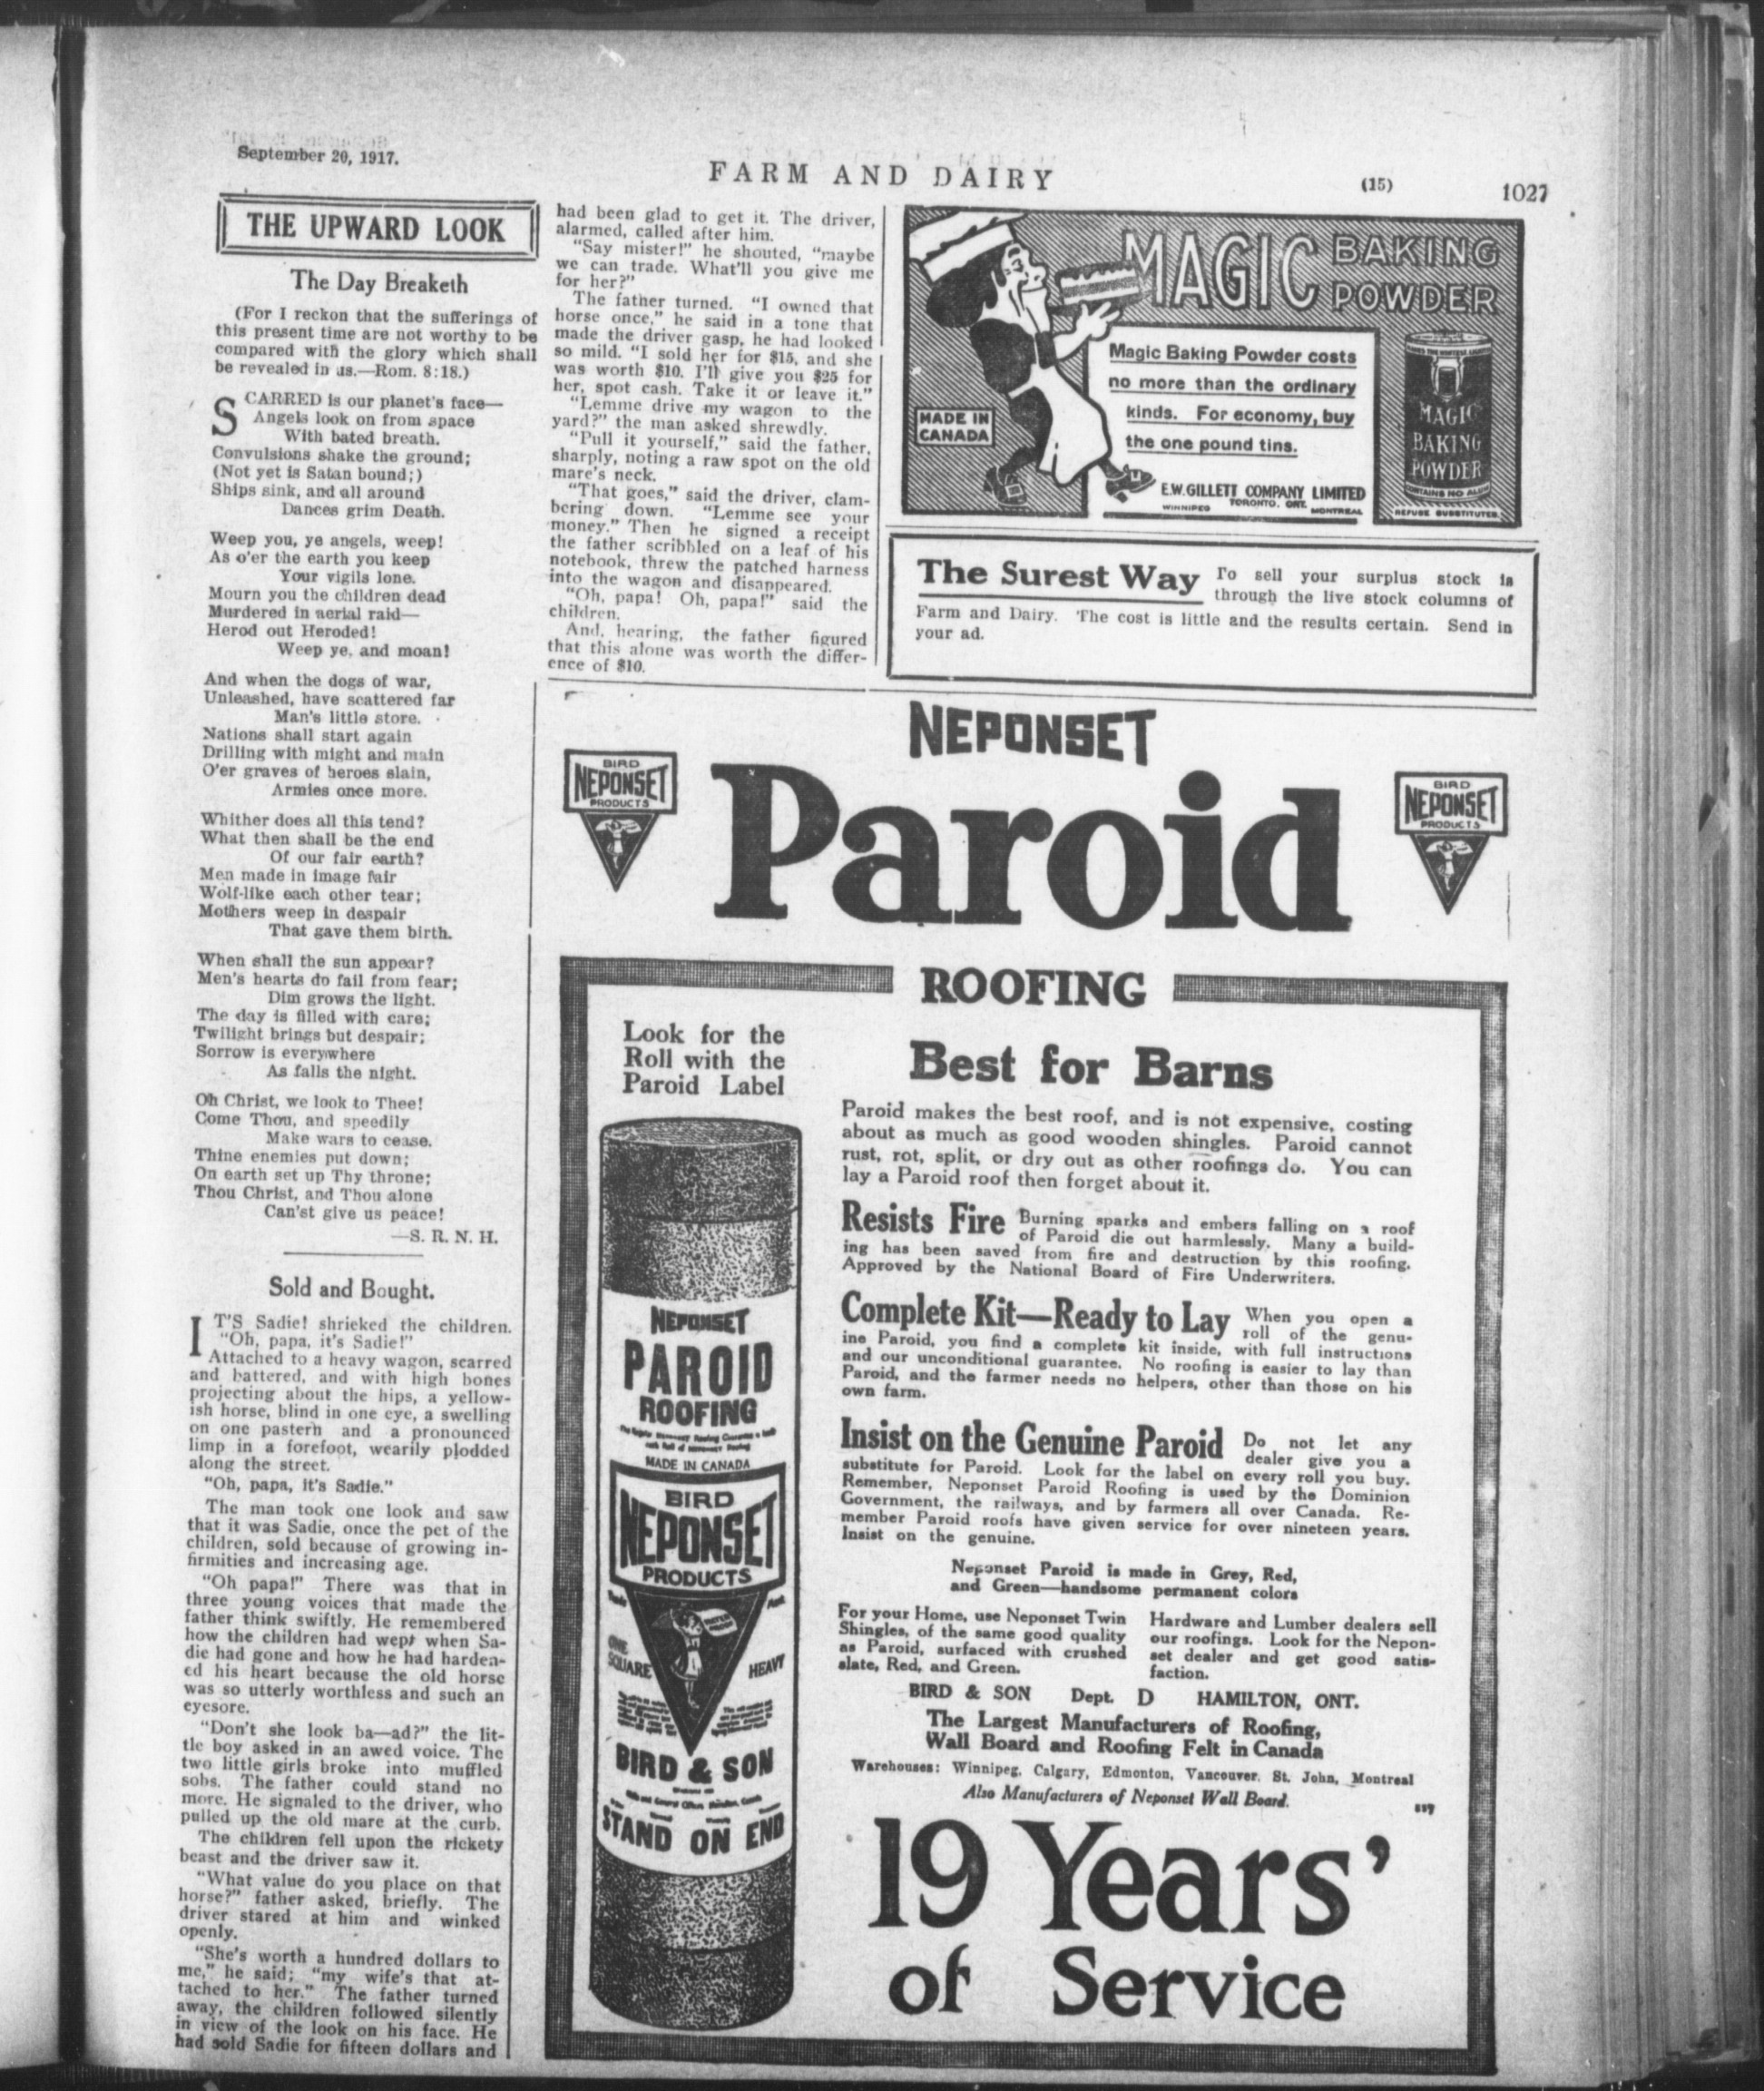 September 20, 1917.
FARM AND DAIRY
(15)
1027
THE UPWARD LOOK
The Day Breaketh
(For I reckon that the sufferings of
this present time are not worthy to be
compared with the glory which shall
be revealed in us.—Rom. 8:18.)
SCARRED is our planet's face—
Angels look on from space
With bated breath.
Convulsions shake the ground;
(Not yet is Satan bound;)
Ships sink, and all around
Dances grim Death.
Weep you, ye angels, weep!
As o'er the earth you keep
Your vigils lone.
Mourn you the children dead
Murdered in aerial raid—
Herod out Heroded!
Weep ye, and moan!
And when the dogs of war,
Unleashed, have scattered far
Man's little store.
Nations shall start again
Drilling with might and main
O'er graves of heroes slain,
Armies once more.
Whither does all this tend?
What then shall be the end
Of our fair earth?
Men made in image fair
Wolf-like each other tear;
Mothers weep in despair
That gave them birth.
When shall the sun appear?
Men's hearts do fail from fear;
Dim grows the light.
The day is filled with care;
Twilight brings but despair;
Sorrow is everywhere
As falls the night.
Oh Christ, we look to Thee!
Come Thou, and speedily
Make wars to cease.
Thine enemies put down;
On earth set up Thy throne;
Thou Christ, and Thou alone
Can'st give us peace!
—S. R. N. H.
Sold and Bought.
IT'S Sadie! shrieked the children.
"Oh, papa, it's Sadie!"
Attached to a heavy wagon, scarred
and battered, and with high bones
projecting about the hips, a yellow-
ish horse, blind in one eye, a swelling
on one pastern and a pronounced
limp in a forefoot, wearily plodded
along the street.
"Oh, papa, it's Sadie."
The man took one look and saw
that it was Sadie, once the pet of the
children, sold because of growing in-
firmities and increasing age.
"Oh papa!" There was that in
three young voices that made the
father think swiftly. He remembered
how the children had wept when Sa-
die had gone and how he had harden-
ed his heart because the old horse
was so utterly worthless and such an
eyesore.
"Don't she look ba—ad?" the lit-
tle boy asked in an awed voice. The
two little girls broke into muffled
sobs. The father could stand no
more. He signaled to the driver, who
pulled up the old mare at the curb.
The children fell upon the rickety
beast and the driver saw it.
"What value do you place on that
horse?" father asked, briefly. The
driver stared at him and winked
openly.
"She's worth a hundred dollars to
me," he said; "my wife's that at-
tached to her." The father turned
away, the children followed silently
in view of the look on his face. He
had sold Sadie for fifteen dollars and
had been glad to get it. The driver,
alarmed, called after him.
"Say mister!" he shouted, "maybe
we can trade. What'll you give me
for her?"
The father turned. "I owned that
horse once," he said in a tone that
made the driver gasp, he had looked
so mild. "I sold her for $15, and she
was worth $10. I'll give you $25 for
her, spot cash. Take it or leave it."
"Lemme drive my wagon to the
yard?" the man asked shrewdly.
"Pull it yourself," said the father,
sharply, noting a raw spot on the old
mare's neck.
"That goes," said the driver, clam-
bering down. "Lemme see your
money." Then he signed a receipt
the father scribbled on a leaf of his
notebook, threw the patched harness
into the wagon and disappeared.
"Oh, papa! Oh, papa!" said the
children.
And, hearing, the father figured
that this alone was worth the differ-
ence of $10.
MAGIC BAKING
POWDER
Magic Baking Powder costs
no more than the ordinary
kinds. For economy, buy
the one pound tins.
MADE IN
CANADA
E.W. GILLETT COMPANY LIMITED
WINNIPEG TORONTO, ONT. MONTREAL
MAGIC
BAKING
POWDER
CONTAINS NO ALUM
REFUSE SUBSTITUTES
The Surest Way To sell your surplus stock is
through the live stock columns of
Farm and Dairy. The cost is little and the results certain. Send in
your ad.
NEPONSET
BIRD
NEPONSET
PRODUCTS
Paroid
BIRD
NEPONSET
PRODUCTS
ROOFING
Look for the
Roll with the
Paroid Label
NEPONSET
PAROID
ROOFING
MADE IN CANADA
BIRD
NEPONSET
PRODUCTS
Trade
ONE
SQUARE
HEAVY
BIRD & SON
STAND ON END
Best for Barns
Paroid makes the best roof, and is not expensive, costing
about as much as good wooden shingles. Paroid cannot
rust, rot, split, or dry out as other roofings do. You can
lay a Paroid roof then forget about it.
Resists Fire Burning sparks and embers falling on a roof
of Paroid die out harmlessly. Many a build-
ing has been saved from fire and destruction by this roofing.
Approved by the National Board of Fire Underwriters.
Complete Kit—Ready to Lay When you open a
roll of the genu-
ine Paroid, you find a complete kit inside, with full instructions
and our unconditional guarantee. No roofing is easier to lay than
Paroid, and the farmer needs no helpers, other than those on his
own farm.
Insist on the Genuine Paroid Do not let any
dealer give you a
substitute for Paroid. Look for the label on every roll you buy.
Remember, Neponset Paroid Roofing is used by the Dominion
Government, the railways, and by farmers all over Canada. Re-
member Paroid roofs have given service for over nineteen years.
Insist on the genuine.
Neponset Paroid is made in Grey, Red,
and Green—handsome permanent colors
For your Home, use Neponset Twin
Shingles, of the same good quality
as Paroid, surfaced with crushed
slate, Red, and Green.
Hardware and Lumber dealers sell
our roofings. Look for the Nepon-
set dealer and get good satis-
faction.
BIRD & SON Dept. D HAMILTON, ONT.
The Largest Manufacturers of Roofing,
Wall Board and Roofing Felt in Canada
Warehouses: Winnipeg, Calgary, Edmonton, Vancouver, St. John, Montreal
Also Manufacturers of Neponset Wall Board.
19 Years'
of Service